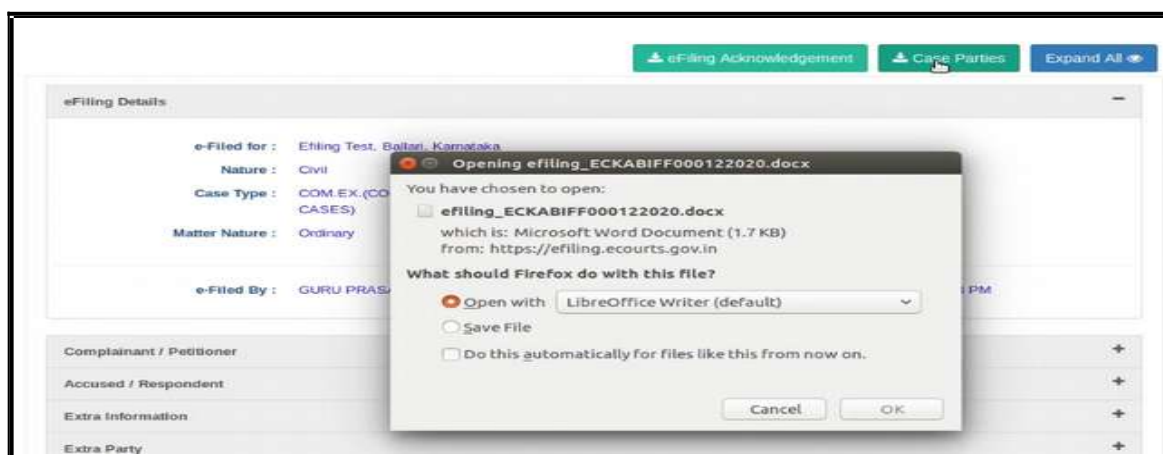 eFiling Acknowledgement Case Parties Expand All
eFiling Details
e-Filed for : Efiling Test, Ballari, Karnataka
Nature : Civil
Case Type : COM.EX.(CO
CASES)
Matter Nature : Ordinary
e-Filed By : GURU PRASA
PM
Opening efiling_ECKABIFF000122020.docx
You have chosen to open:
efiling_ECKABIFF000122020.docx
which is: Microsoft Word Document (1.7 KB)
from: https://efiling.ecourts.gov.in
What should Firefox do with this file?
Open with LibreOffice Writer (default)
Save File
Do this automatically for files like this from now on.
Cancel OK
Complainant / Petitioner
Accused / Respondent
Extra Information
Extra Party